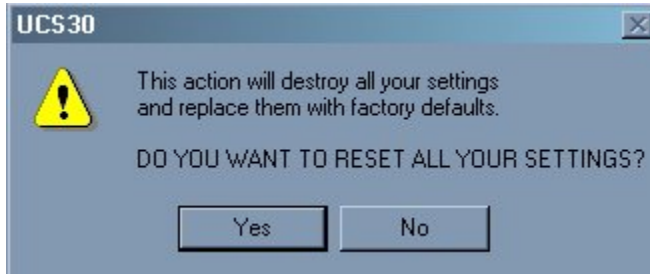 UCS30
This action will destroy all your settings
and replace them with factory defaults.
DO YOU WANT TO RESET ALL YOUR SETTINGS?
Yes
No